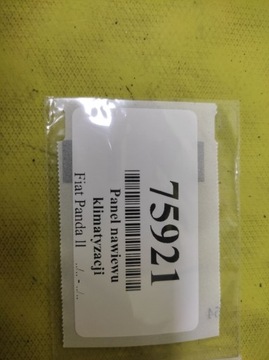 75921
Panel nawiewu
klimatyzacji
Fiat Panda II